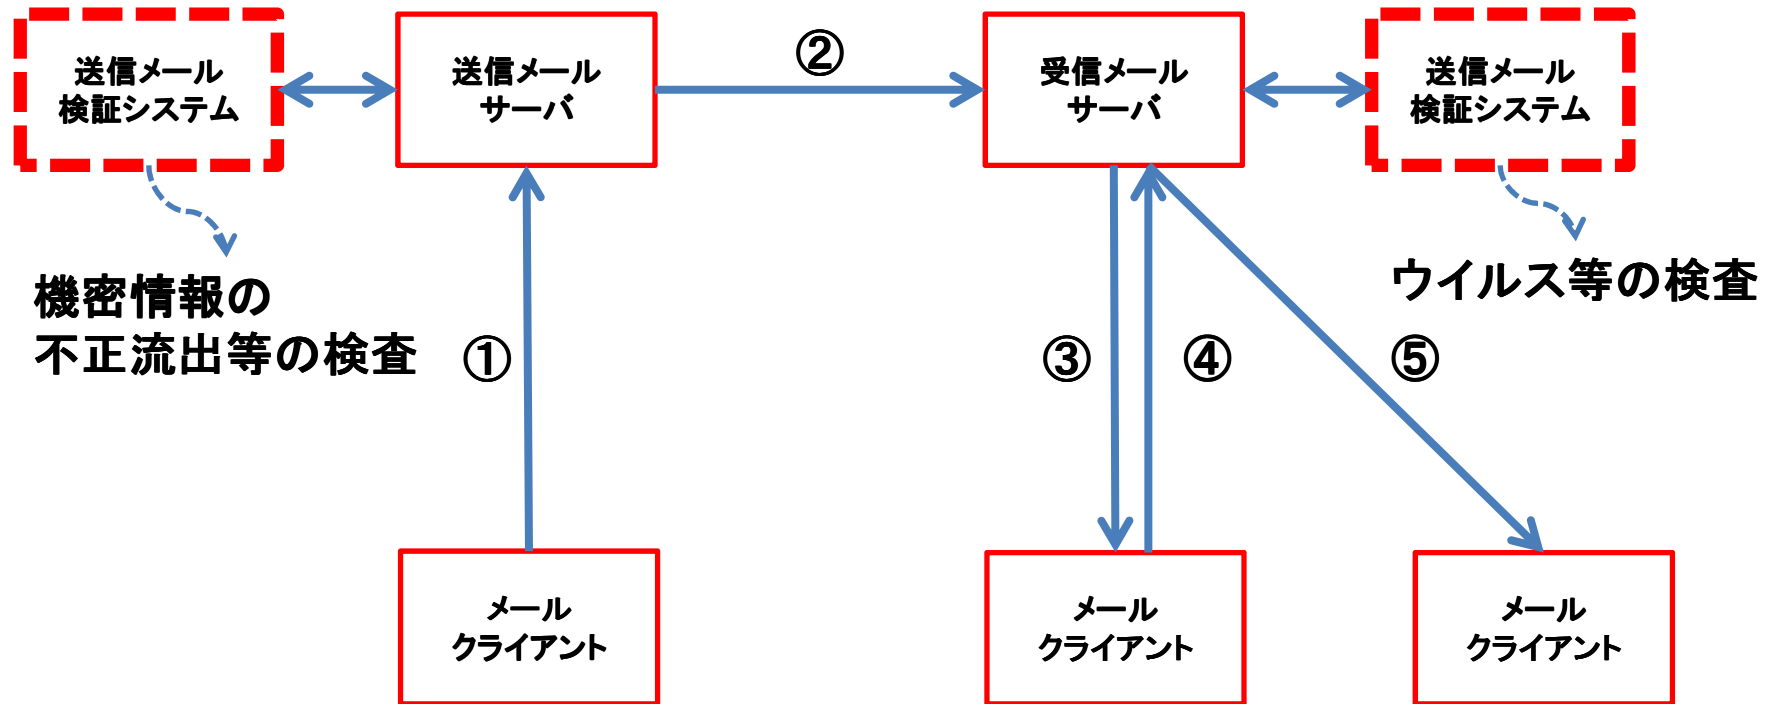 送信メール
検証システム
送信メール
サーバ
②
受信メール
サーバ
送信メール
検証システム
機密情報の
不正流出等の検査
ウイルス等の検査
①
③
④
⑤
メール
クライアント
メール
クライアント
メール
クライアント